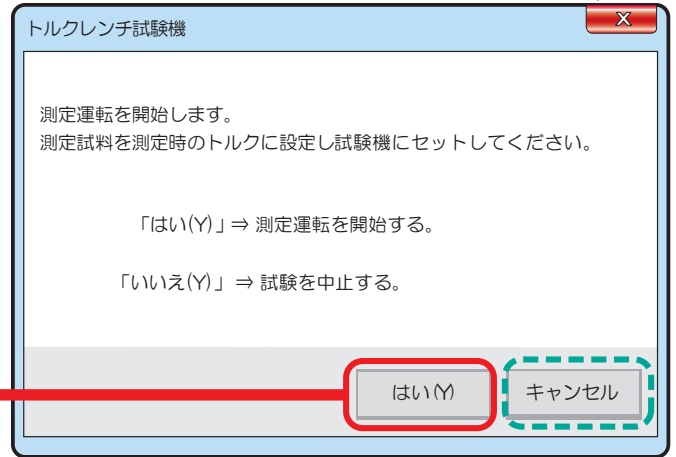 トルクレンチ試験機
X
測定運転を開始します。
測定試料を測定時のトルクに設定し試験機にセットしてください。
「はい(Y)」⇒ 測定運転を開始する。
「いいえ(Y)」 ⇒ 試験を中止する。
はい(Y)
キャンセル